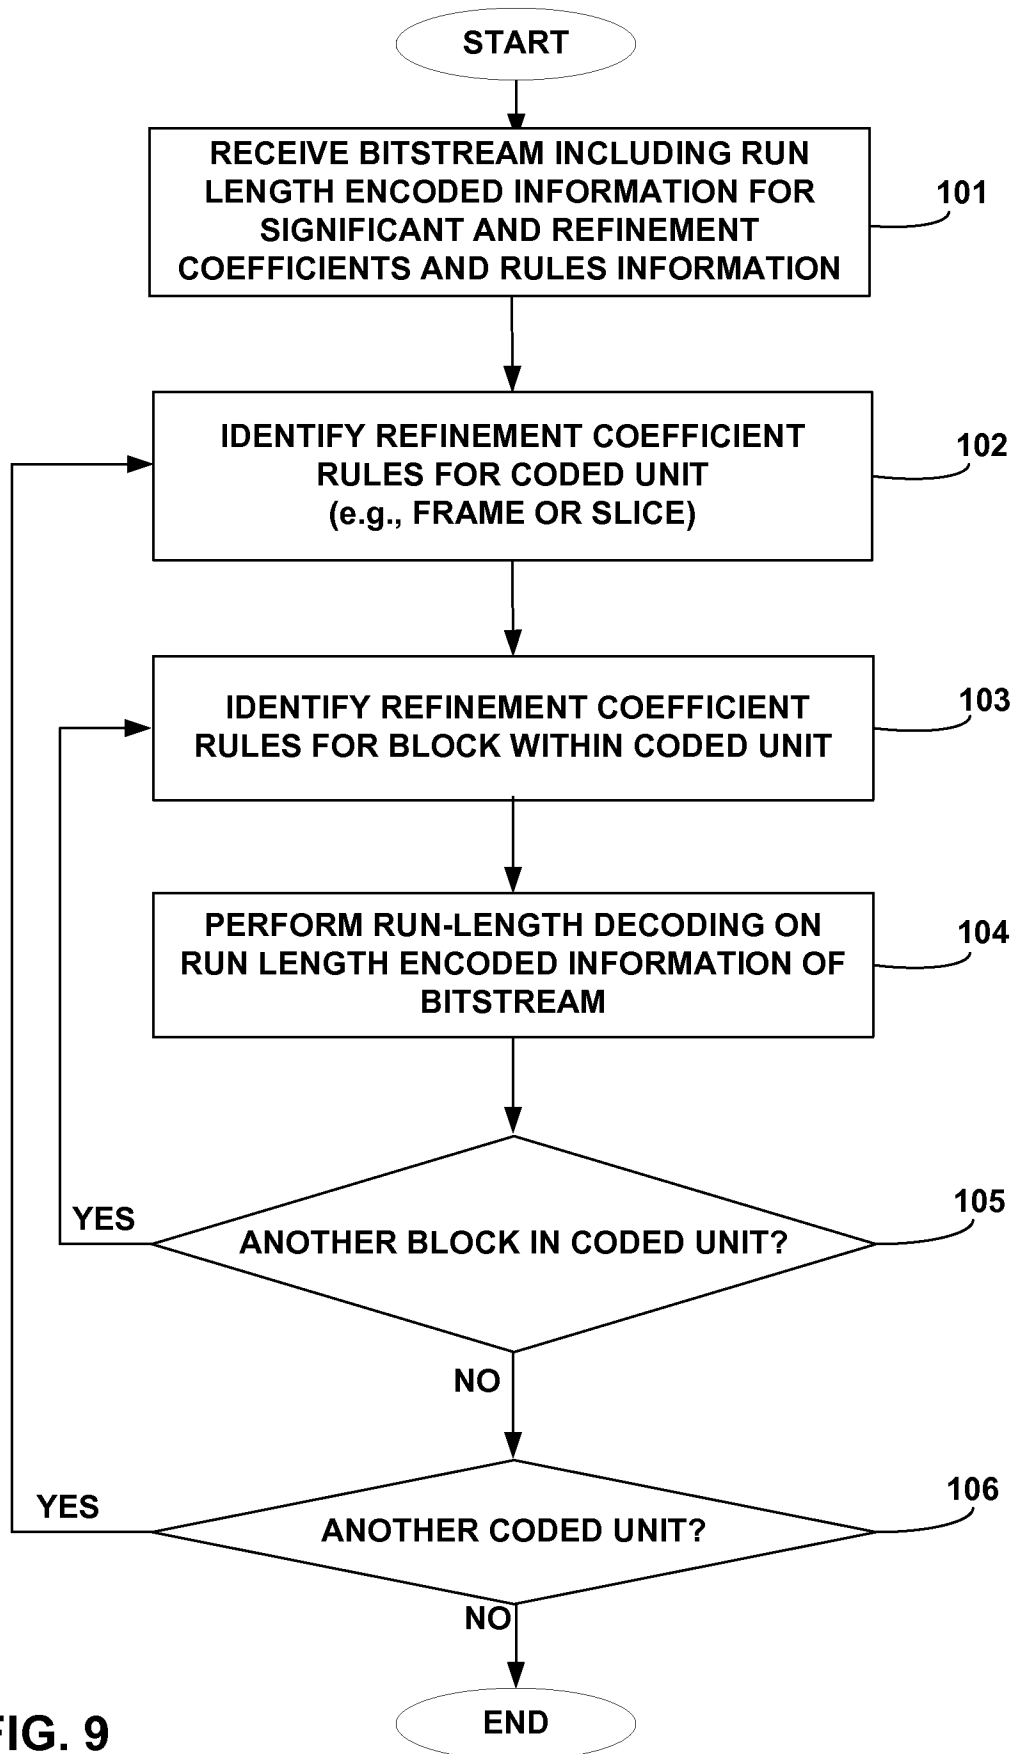 START
RECEIVE BITSTREAM INCLUDING RUN
LENGTH ENCODED INFORMATION FOR
SIGNIFICANT AND REFINEMENT
COEFFICIENTS AND RULES INFORMATION
101
IDENTIFY REFINEMENT COEFFICIENT
RULES FOR CODED UNIT
(e.g., FRAME OR SLICE)
102
IDENTIFY REFINEMENT COEFFICIENT
RULES FOR BLOCK WITHIN CODED UNIT
103
PERFORM RUN-LENGTH DECODING ON
RUN LENGTH ENCODED INFORMATION OF
BITSTREAM
104
YES
ANOTHER BLOCK IN CODED UNIT?
105
NO
YES
ANOTHER CODED UNIT?
106
NO
END
FIG. 9